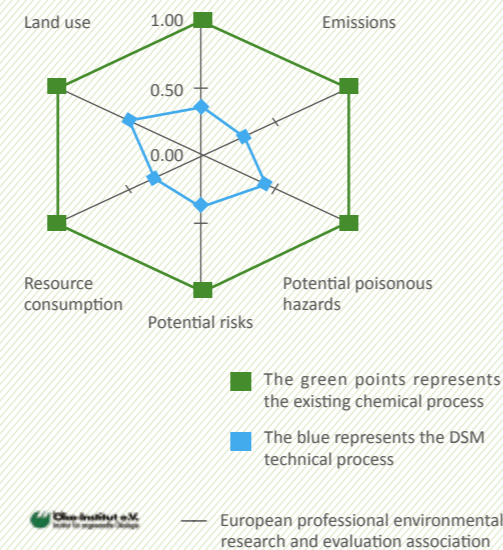 1.00
Land use
Emissions
0.50
0.00
Resource
consumption
Potential poisonous
hazards
Potential risks
The green points represents
the existing chemical process
The blue represents the DSM
technical process
Öko-Institut e.V.
— European professional environmental
research and evaluation association